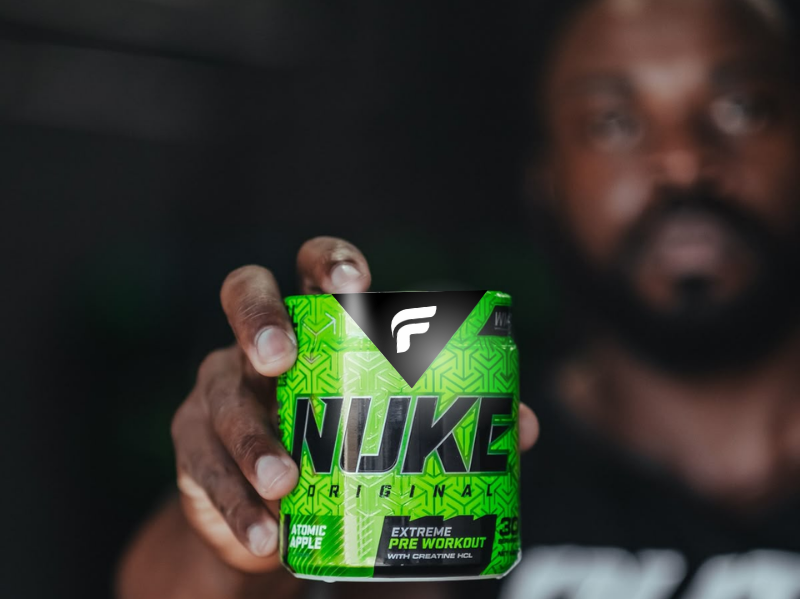 F
NUKE
ORIGINAL
ATOMIC
APPLE
EXTREME
PRE WORKOUT
WITH CREATINE HCL
30